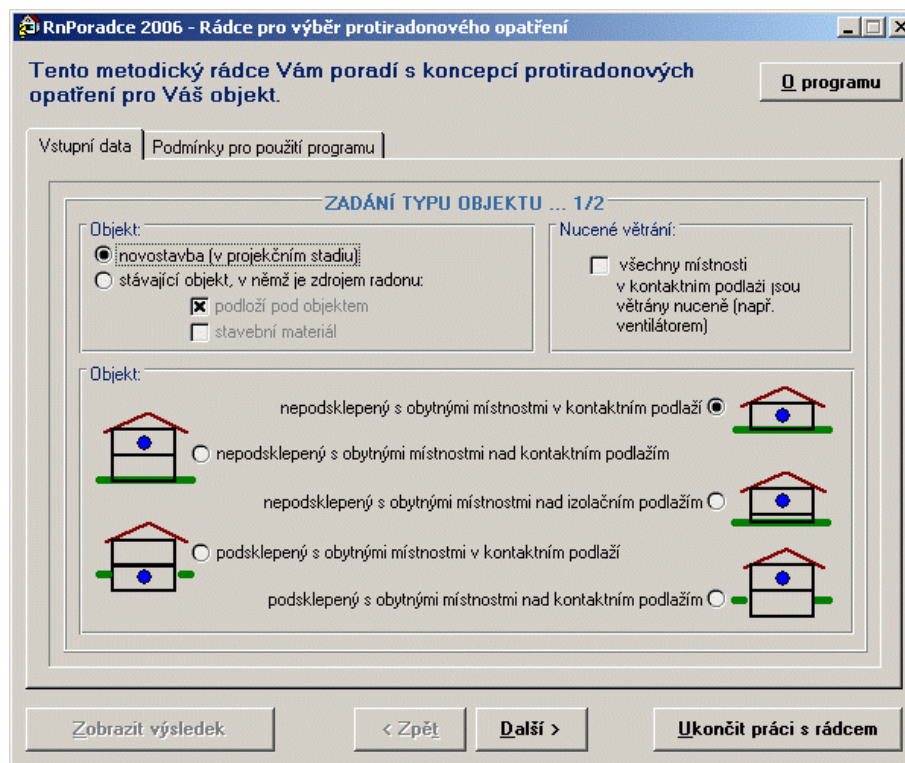 RnPoradce 2006 - Rádce pro výběr protiradonového opatření
Tento metodický rádce Vám poradí s koncepcí protiradonových
opatření pro Váš objekt.
O programu
Vstupní data
Podmínky pro použití programu
ZADÁNÍ TYPU OBJEKTU ... 1/2
Objekt:
novostavba (v projekčním stadiu)
stávající objekt, v němž je zdrojem radonu:
podloží pod objektem
stavební materiál
Nucené větrání:
všechny místnosti
v kontaktním podlaží jsou
větrány nuceně (např.
ventilátorem)
Objekt:
nepodsklepený s obytnými místnostmi v kontaktním podlaží
nepodsklepený s obytnými místnostmi nad kontaktním podlažím
nepodsklepený s obytnými místnostmi nad izolačním podlažím
podsklepený s obytnými místnostmi v kontaktním podlaží
podsklepený s obytnými místnostmi nad kontaktním podlažím
Zobrazit výsledek
< Zpět
Další >
Ukončit práci s rádcem